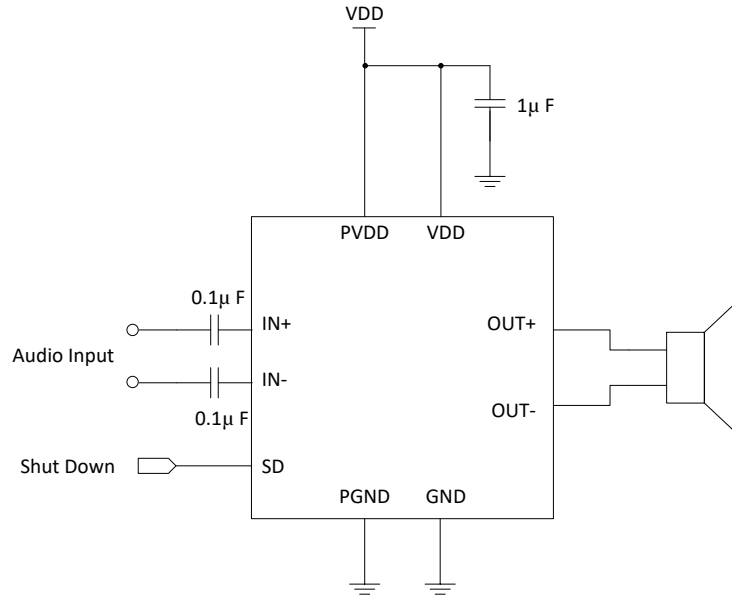 VDD
1μ F
PVDD VDD
0.1μ F
IN+
OUT+
Audio Input
IN-
0.1μ F
OUT-
Shut Down
SD
PGND GND